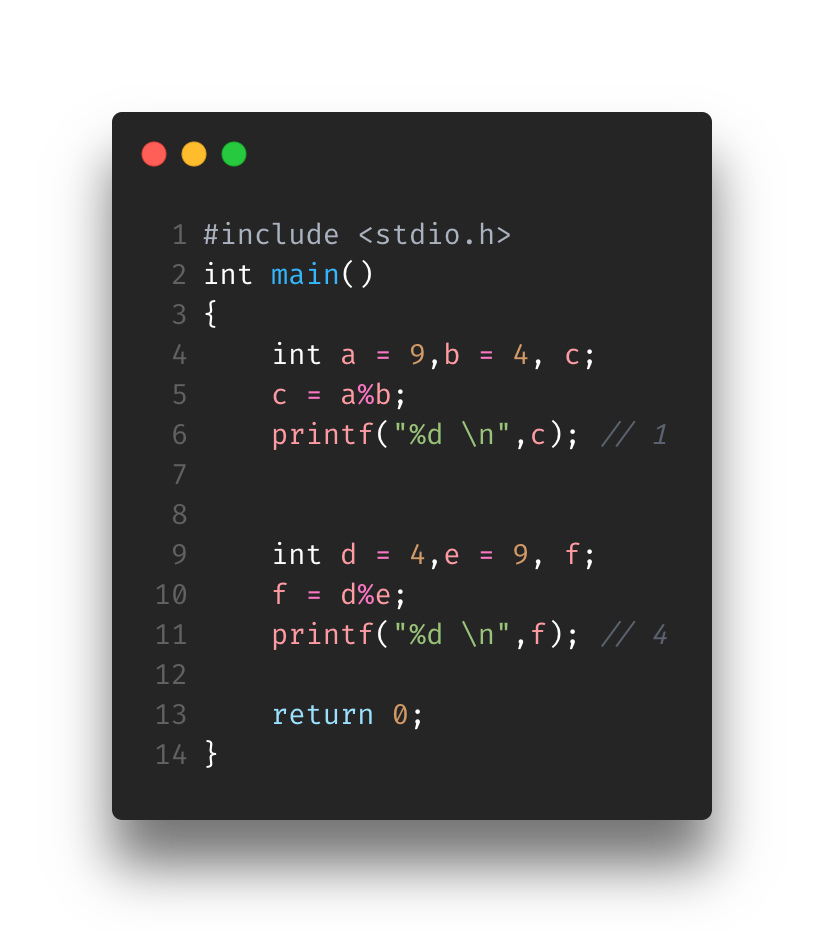 1 #include <stdio.h>
2 int main()
3 {
4     int a = 9,b = 4, c;
5     c = a%b;
6     printf("%d \n",c); // 1
7
8
9     int d = 4,e = 9, f;
10     f = d%e;
11     printf("%d \n",f); // 4
12
13     return 0;
14 }